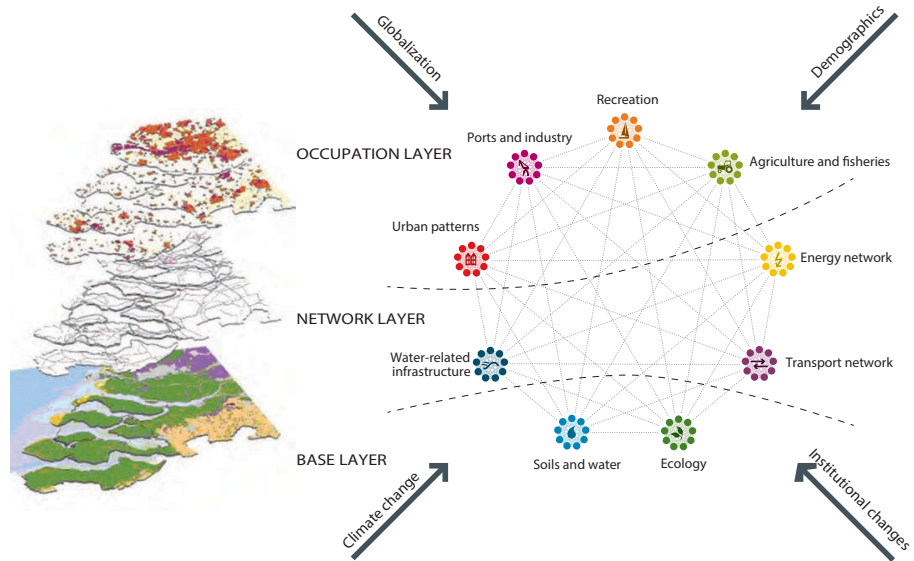 Globalization
Demographics
Recreation
Ports and industry
OCCUPATION LAYER
Agriculture and fisheries
Urban patterns
Energy network
NETWORK LAYER
Water-related
infrastructure
Transport network
BASE LAYER
Soils and water
Ecology
Climate change
Institutional changes